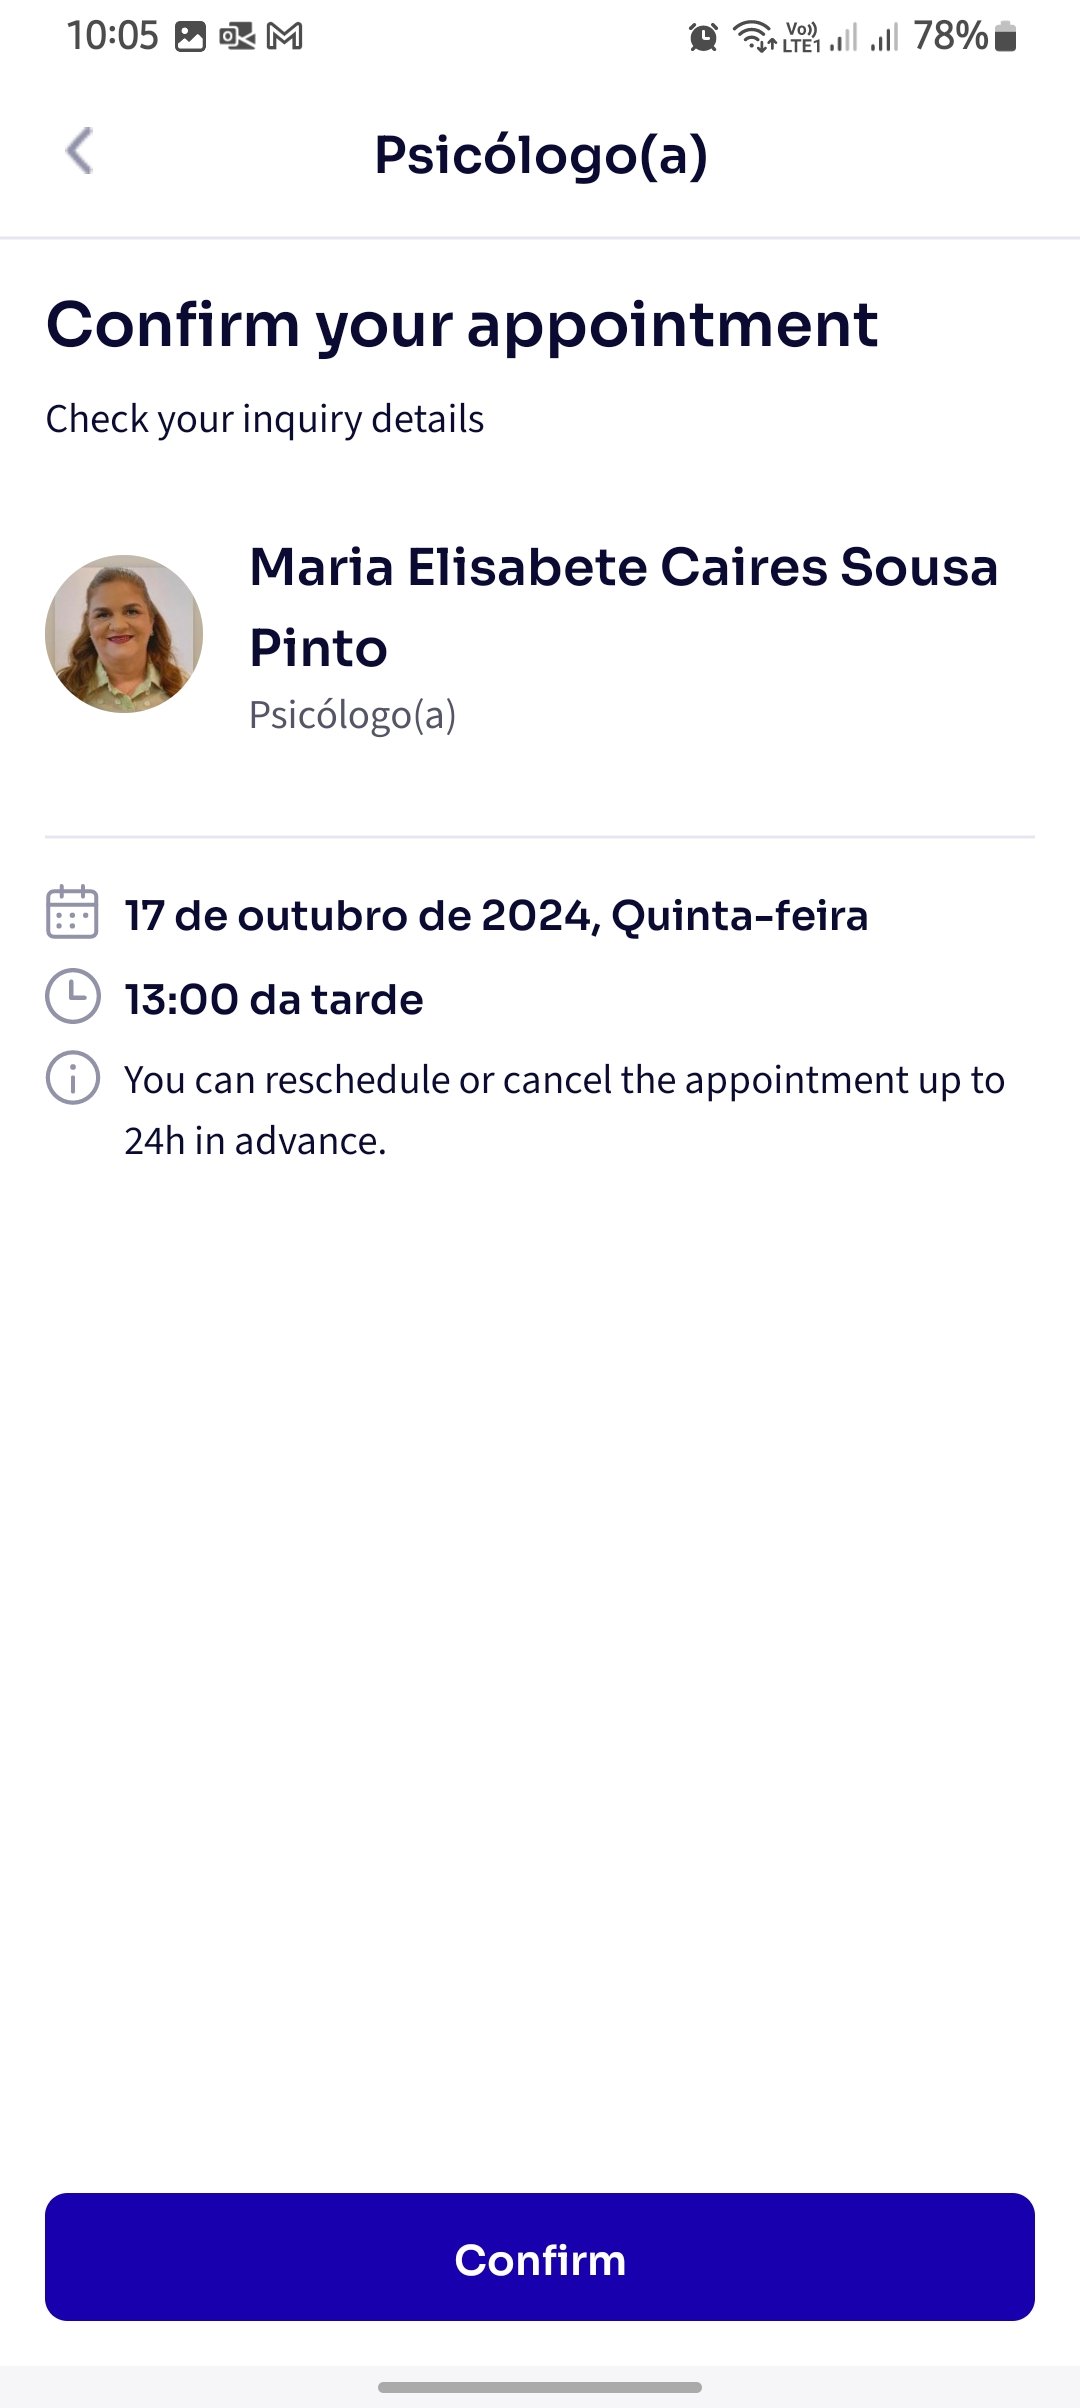 10:05
Vo)) LTE1 78%
Psicólogo(a)
Confirm your appointment
Check your inquiry details
Maria Elisabete Caires Sousa
Pinto
Psicólogo(a)
17 de outubro de 2024, Quinta-feira
13:00 da tarde
You can reschedule or cancel the appointment up to
24h in advance.
Confirm